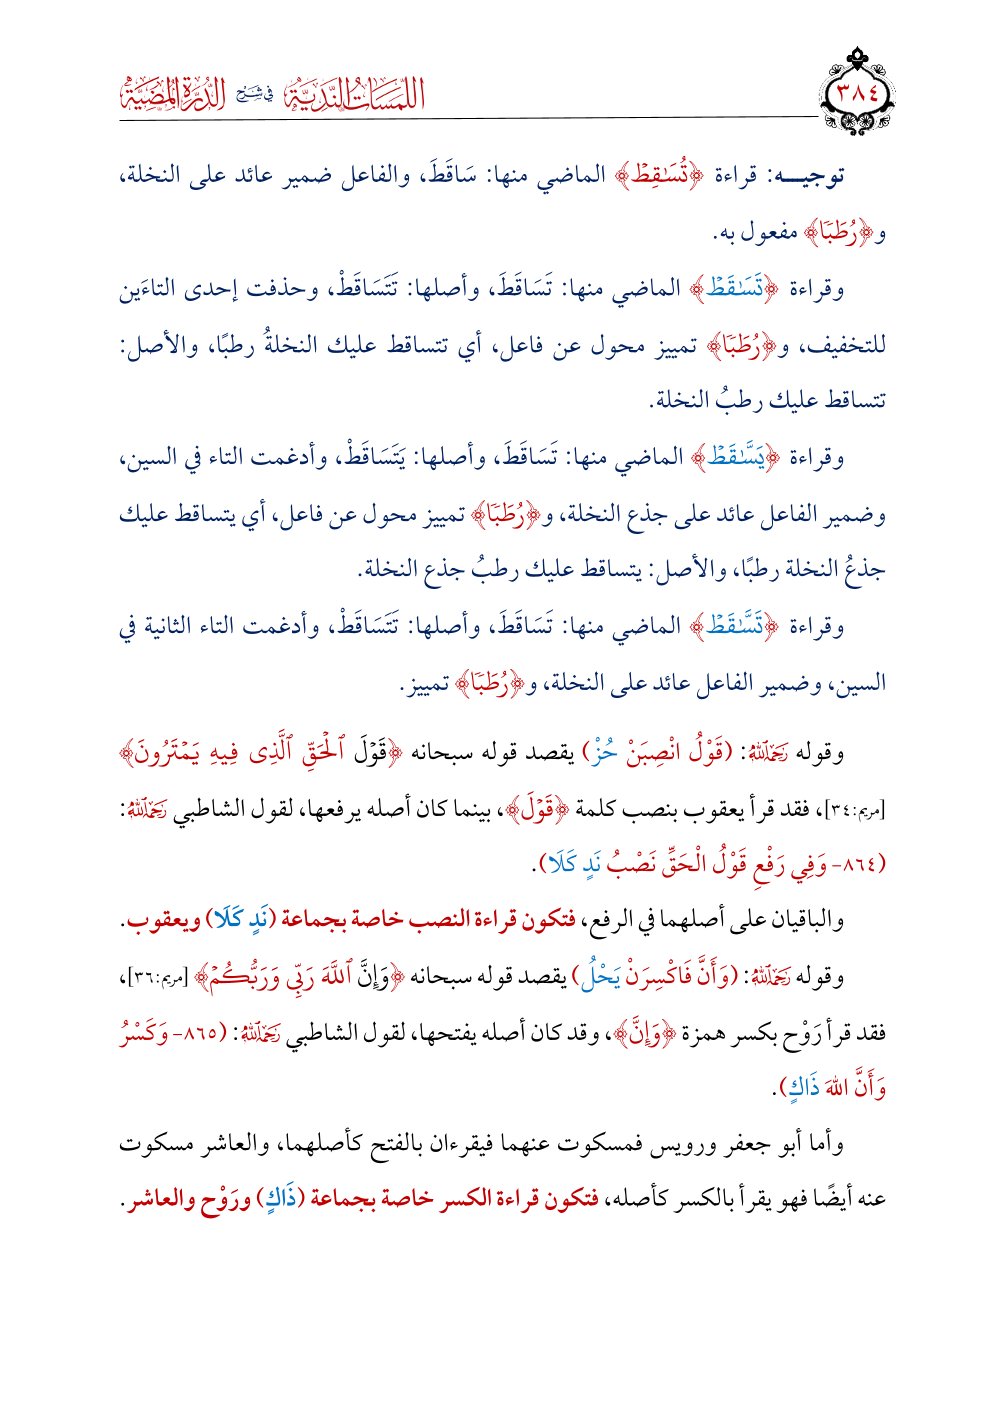 ٣٨٤
اللمسات الندية في شرح الدرة المضية
توجيـــه: قراءة ﴿تُسَٰقِطۡ﴾ الماضي منها: سَاقَطَ، والفاعل ضمير عائد على النخلة،
و﴿رُطَبٗا﴾ مفعول به.
وقراءة ﴿تَسَٰقَطۡ﴾ الماضي منها: تَسَاقَطَ، وأصلها: تَتَسَاقَطْ، وحذفت إحدى التاءَين
للتخفيف، و﴿رُطَبٗا﴾ تمييز محول عن فاعل، أي تتساقط عليك النخلةُ رطبًا، والأصل:
تتساقط عليك رطبُ النخلة.
وقراءة ﴿يَسَّٰقَطۡ﴾ الماضي منها: تَسَاقَطَ، وأصلها: يَتَسَاقَطْ، وأدغمت التاء في السين،
وضمير الفاعل عائد على جذع النخلة، و﴿رُطَبٗا﴾ تمييز محول عن فاعل، أي يتساقط عليك
جذعُ النخلة رطبًا، والأصل: يتساقط عليك رطبُ جذع النخلة.
وقراءة ﴿تَسَّٰقَطۡ﴾ الماضي منها: تَسَاقَطَ، وأصلها: تَتَسَاقَطْ، وأدغمت التاء الثانية في
السين، وضمير الفاعل عائد على النخلة، و﴿رُطَبٗا﴾ تمييز.
وقوله رَحِمَهُ ٱللَّهُ: (قَوْلُ انْصِبَنْ حُزْ) يقصد قوله سبحانه ﴿قَوۡلَ ٱلۡحَقِّ ٱلَّذِي فِيهِ يَمۡتَرُونَ﴾
[مريم:٣٤]، فقد قرأ يعقوب بنصب كلمة ﴿قَوۡلَ﴾، بينما كان أصله يرفعها، لقول الشاطبي رَحِمَهُ ٱللَّهُ:
(٨٦٤- وَفِي رَفْعِ قَوْلُ الْحَقِّ نَصْبُ نَدٍ كَلَا).
والباقيان على أصلهما في الرفع، فتكون قراءة النصب خاصة بجماعة (نَدٍ كَلَا) ويعقوب.
وقوله رَحِمَهُ ٱللَّهُ: (وَأَنَّ فَاكْسِرَنْ يَحْلُ) يقصد قوله سبحانه ﴿وَإِنَّ ٱللَّهَ رَبِّي وَرَبُّكُمۡ﴾ [مريم:٣٦]،
فقد قرأ رَوْح بكسر همزة ﴿وَإِنَّ﴾، وقد كان أصله يفتحها، لقول الشاطبي رَحِمَهُ ٱللَّهُ: (٨٦٥- وَكَسْرُ
وَأَنَّ اللهَ ذَاكٍ).
وأما أبو جعفر ورويس فمسكوت عنهما فيقرءان بالفتح كأصلهما، والعاشر مسكوت
عنه أيضًا فهو يقرأ بالكسر كأصله، فتكون قراءة الكسر خاصة بجماعة (ذَاكٍ) ورَوْح والعاشر.